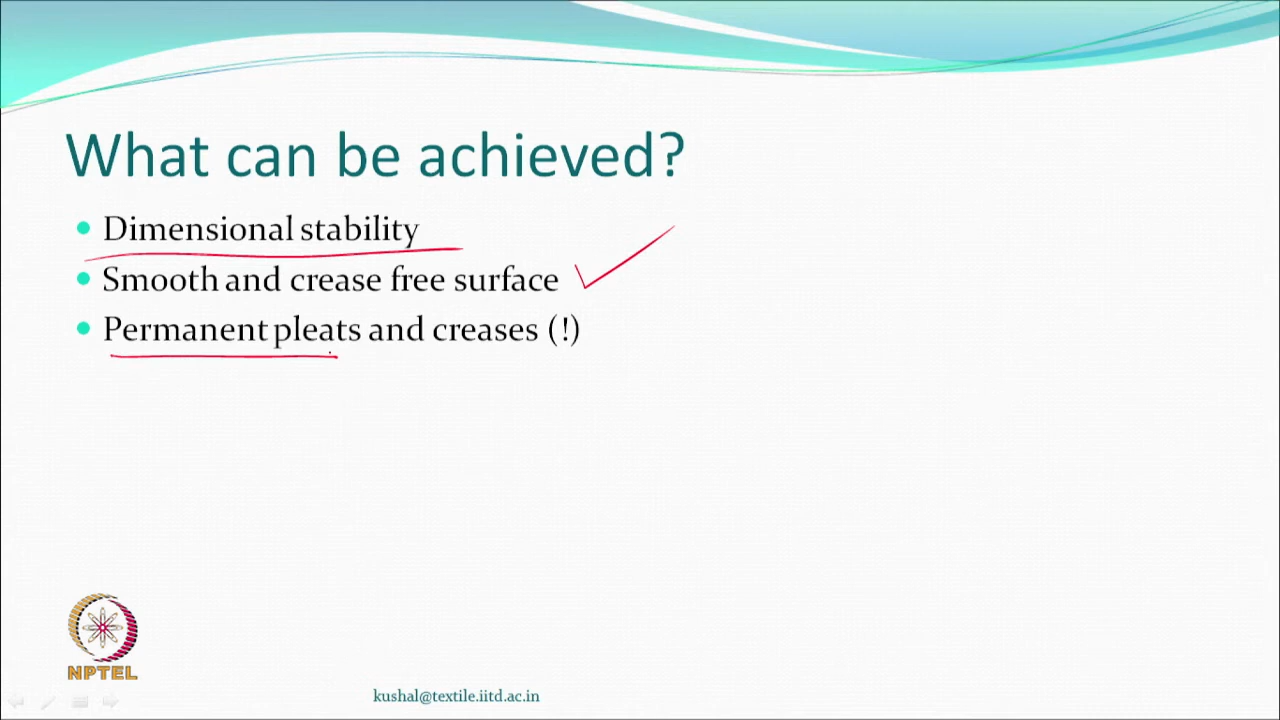 What can be achieved?
Dimensional stability
Smooth and crease free surface
Permanent pleats and creases (!)
NPTEL
kushal@textile.iitd.ac.in